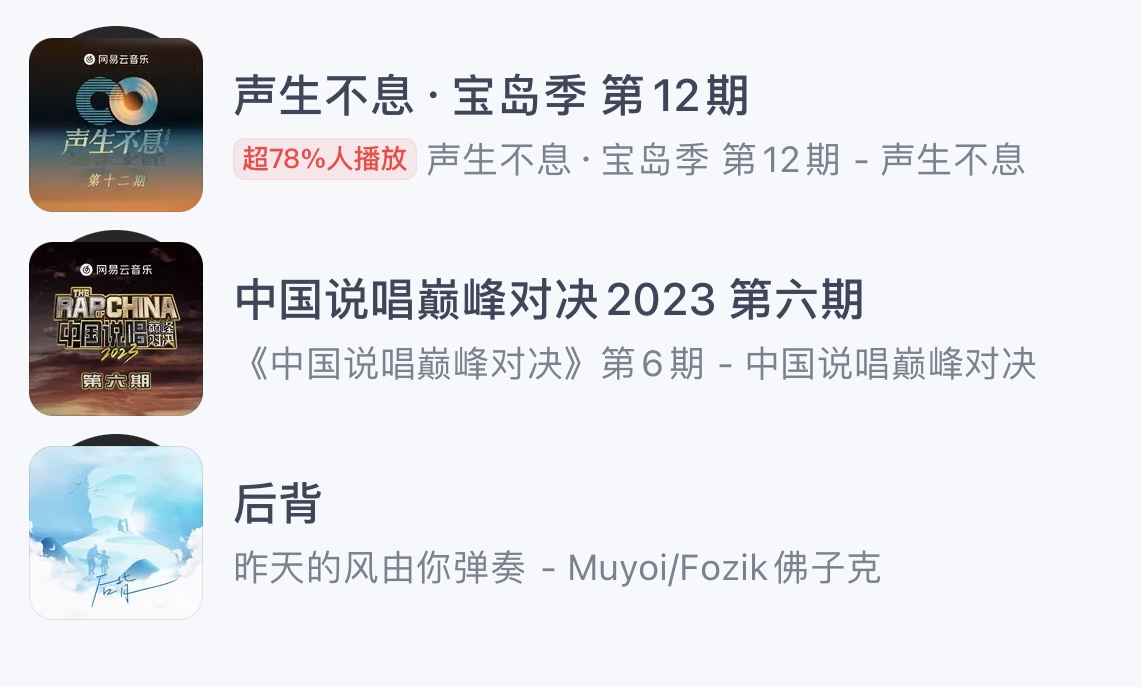 网易云音乐
声生不息
第十二期
声生不息 · 宝岛季 第12期
超78%人播放 声生不息 · 宝岛季 第12期 - 声生不息
网易云音乐
THE
RAP OF CHINA
中国说唱巅峰对决
2023
第六期
中国说唱巅峰对决2023 第六期
《中国说唱巅峰对决》第6期 - 中国说唱巅峰对决
后背
后背
昨天的风由你弹奏 - Muyoi/Fozik佛子克